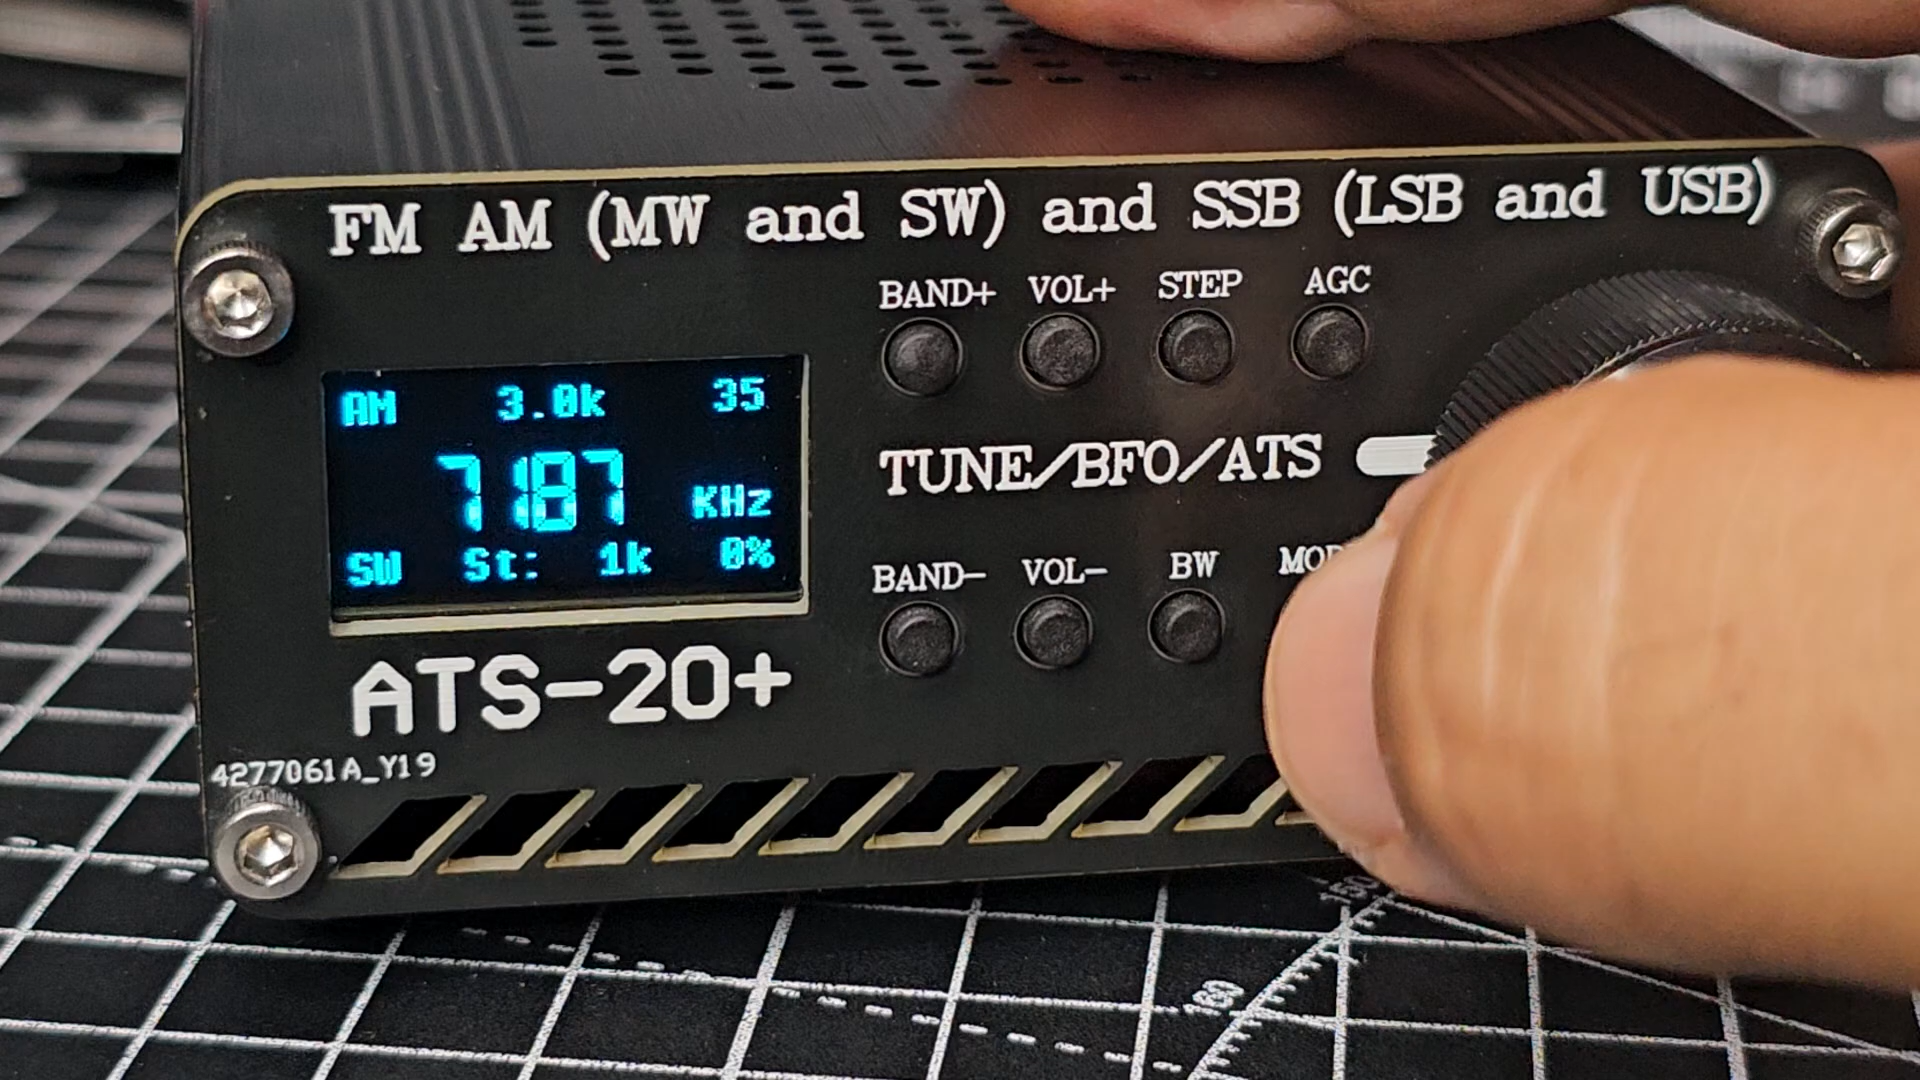 FM AM (MW and SW) and SSB (LSB and USB)
BAND+ VOL+ STEP AGC
AM 3.0k 35
7187 KHz
SW St: 1k 0%
TUNE/BFO/ATS
BAND- VOL- BW
ATS-20+
4277061A_Y19
150